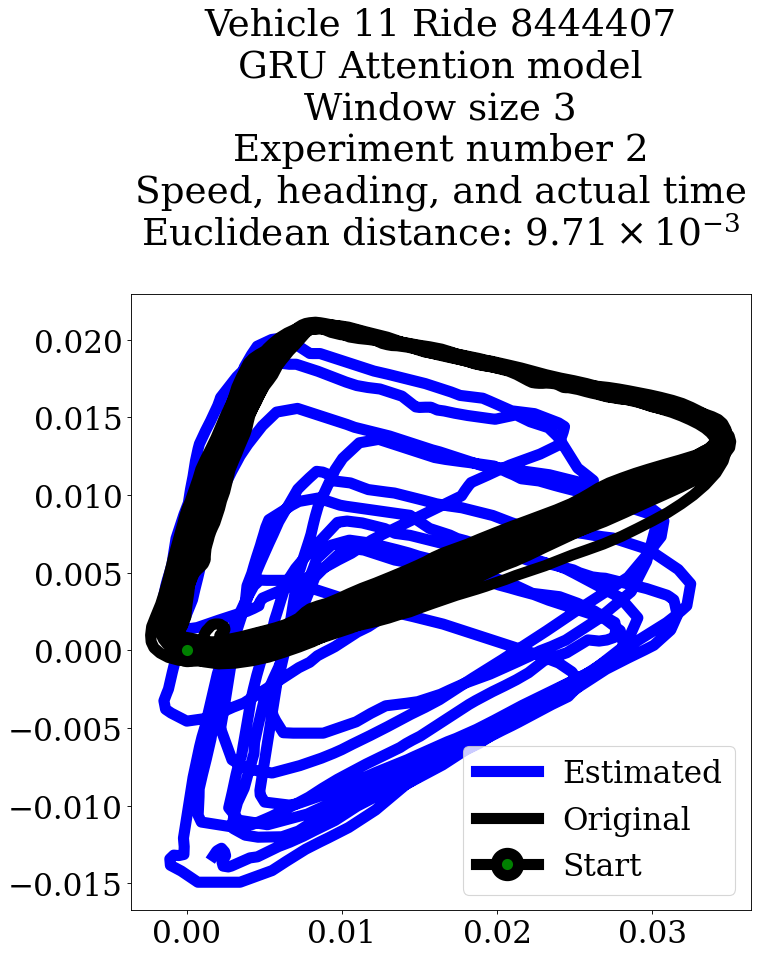 Vehicle 11 Ride 8444407
GRU Attention model
Window size 3
Experiment number 2
Speed, heading, and actual time
Euclidean distance: 9.71 × 10⁻³
0.020
0.015
0.010
0.005
0.000
−0.005
−0.010
−0.015
Estimated
Original
Start
0.00 0.01 0.02 0.03